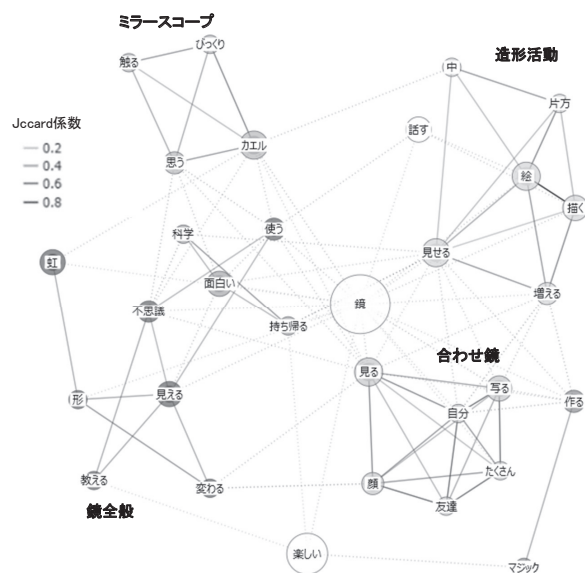 ミラースコープ
びっくり
触る
造形活動
中
片方
Jccard係数
0.2
0.4
0.6
0.8
話す
カエル
思う
絵
描く
科学
使う
見せる
虹
面白い
鏡
増える
不思議
持ち帰る
合わせ鏡
見る
写る
形
見える
自分
作る
教える
変わる
顔
たくさん
友達
鏡全般
楽しい
マジック